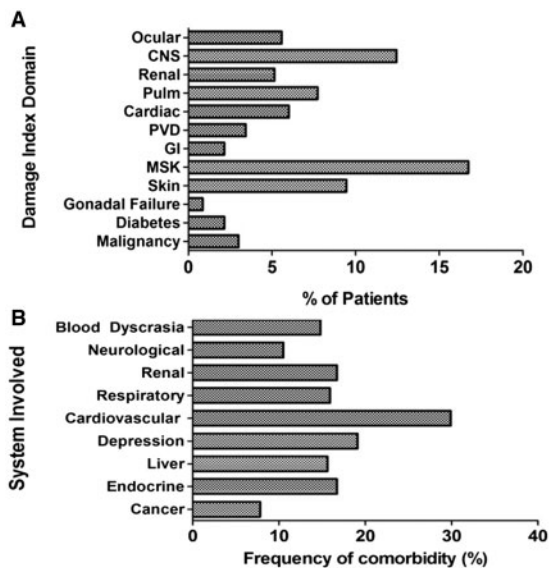 A
Damage Index Domain
Ocular
CNS
Renal
Pulm
Cardiac
PVD
GI
MSK
Skin
Gonadal Failure
Diabetes
Malignancy
0 5 10 15 20
% of Patients
B
System Involved
Blood Dyscrasia
Neurological
Renal
Respiratory
Cardiovascular
Depression
Liver
Endocrine
Cancer
0 10 20 30 40
Frequency of comorbidity (%)